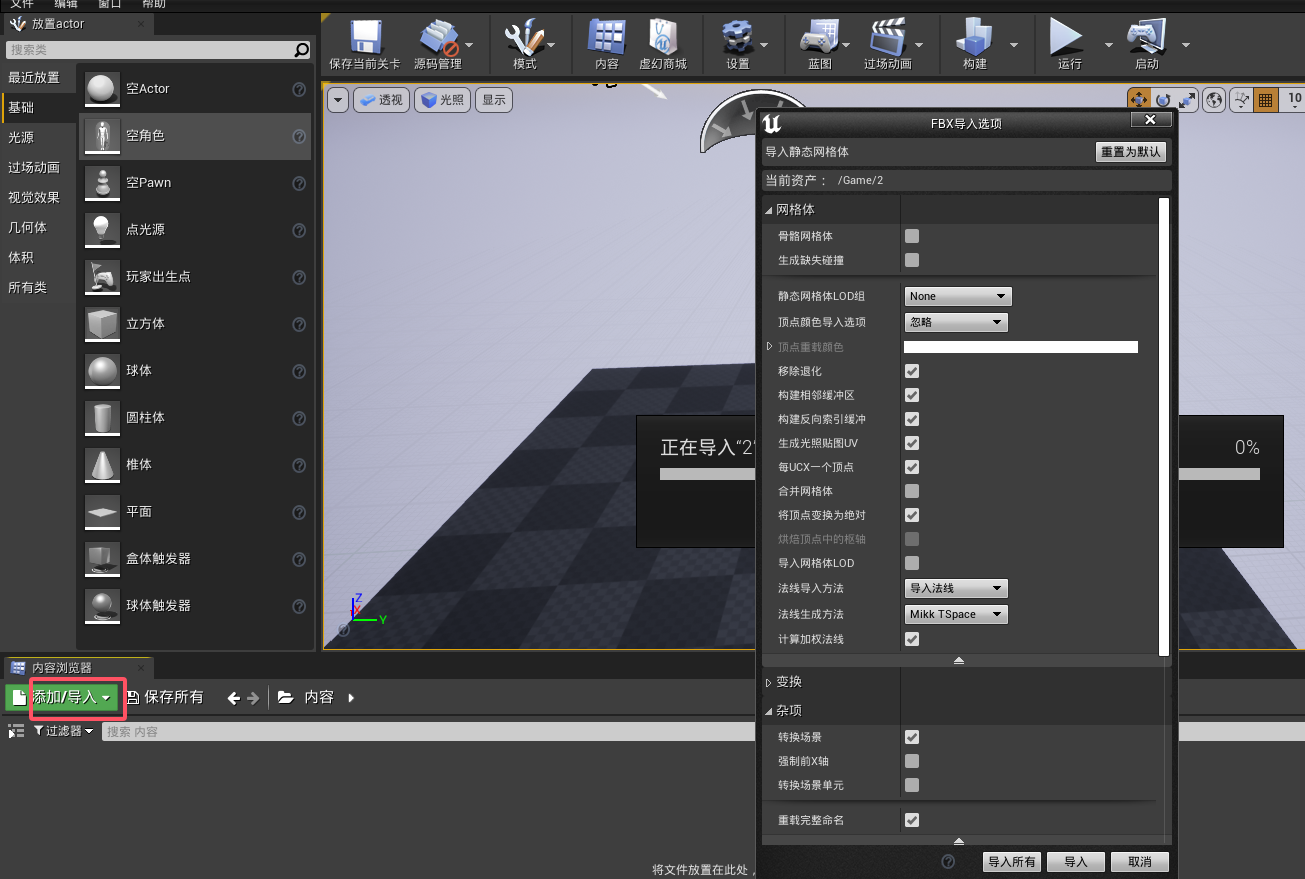 文件 编辑 窗口 帮助
放置actor
搜索类
最近放置
基础
光源
过场动画
视觉效果
几何体
体积
所有类
空Actor
空角色
空Pawn
点光源
玩家出生点
立方体
球体
圆柱体
椎体
平面
盒体触发器
球体触发器
保存当前关卡 源码管理 模式 内容 虚幻商城 设置 蓝图 过场动画 构建 运行 启动
透视 光照 显示
10
Z
X
Y
正在导入“2”
0%
FBX导入选项
导入静态网格体
重置为默认
当前资产： /Game/2
网格体
骨骼网格体
生成缺失碰撞
静态网格体LOD组 None
顶点颜色导入选项 忽略
顶点重载颜色
移除退化
构建相邻缓冲区
构建反向索引缓冲
生成光照贴图UV
每UCX一个顶点
合并网格体
将顶点变换为绝对
烘焙顶点中的枢轴
导入网格体LOD
法线导入方法 导入法线
法线生成方法 Mikk TSpace
计算加权法线
变换
杂项
转换场景
强制前X轴
转换场景单元
重载完整命名
导入所有 导入 取消
内容浏览器
添加/导入 保存所有 内容
过滤器 搜索 内容
将文件放置在此处，